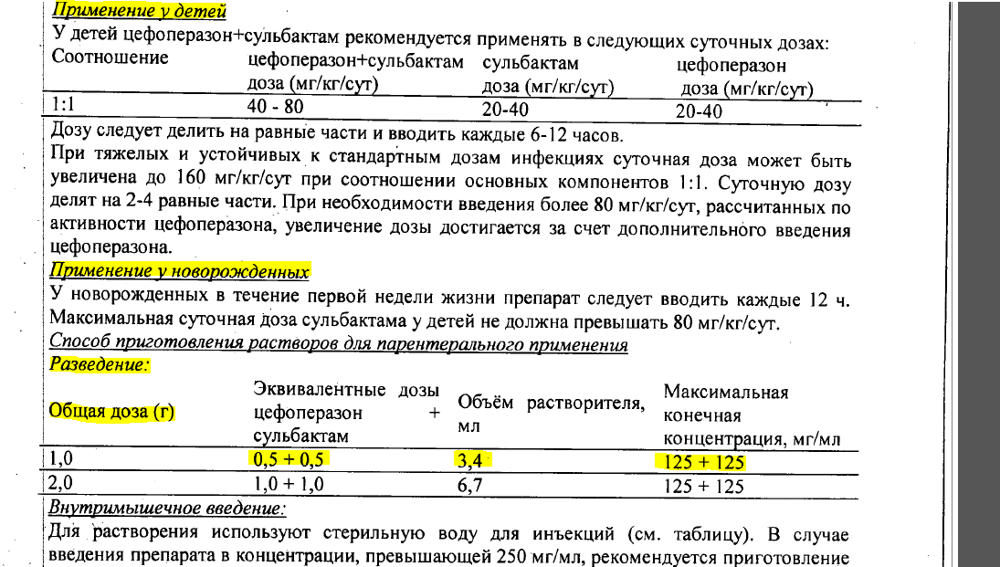 Применение у детей
У детей цефоперазон+сульбактам рекомендуется применять в следующих суточных дозах:
Соотношение цефоперазон+сульбактам сульбактам цефоперазон
доза (мг/кг/сут) доза (мг/кг/сут) доза (мг/кг/сут)
1:1 40 - 80 20-40 20-40
Дозу следует делить на равные части и вводить каждые 6-12 часов.
При тяжелых и устойчивых к стандартным дозам инфекциях суточная доза может быть
увеличена до 160 мг/кг/сут при соотношении основных компонентов 1:1. Суточную дозу
делят на 2-4 равные части. При необходимости введения более 80 мг/кг/сут, рассчитанных по
активности цефоперазона, увеличение дозы достигается за счет дополнительного введения
цефоперазона.
Применение у новорожденных
У новорожденных в течение первой недели жизни препарат следует вводить каждые 12 ч.
Максимальная суточная доза сульбактама у детей не должна превышать 80 мг/кг/сут.
Способ приготовления растворов для парентерального применения
Разведение:
Общая доза (г)
Эквивалентные дозы
цефоперазон +
сульбактам
Объём растворителя,
мл
Максимальная
конечная
концентрация, мг/мл
1,0 0,5 + 0,5 3,4 125 + 125
2,0 1,0 + 1,0 6,7 125 + 125
Внутримышечное введение:
Для растворения используют стерильную воду для инъекций (см. таблицу). В случае
введения препарата в концентрации, превышающей 250 мг/мл, рекомендуется приготовление